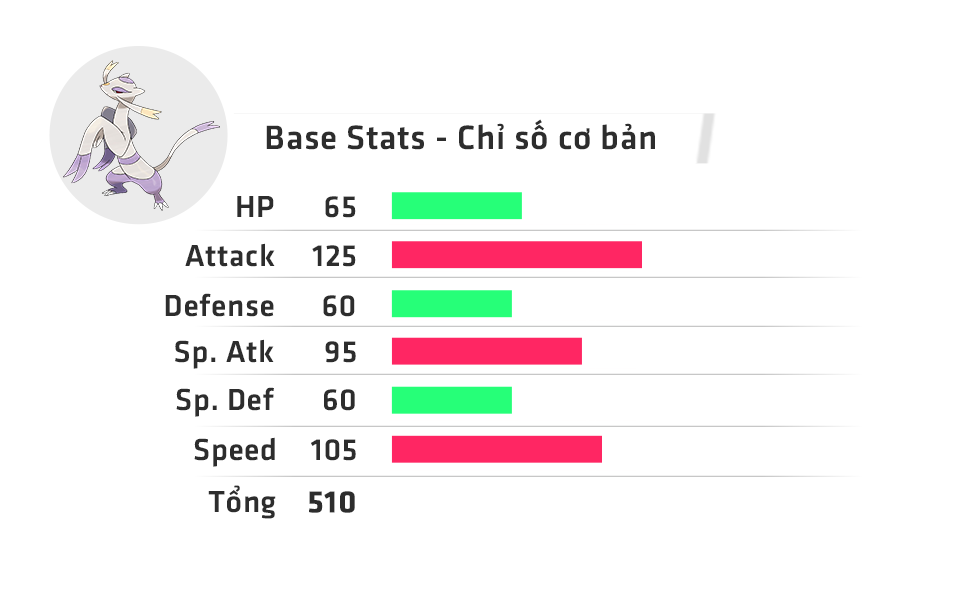 Base Stats - Chỉ số cơ bản
HP 65
Attack 125
Defense 60
Sp. Atk 95
Sp. Def 60
Speed 105
Tổng 510